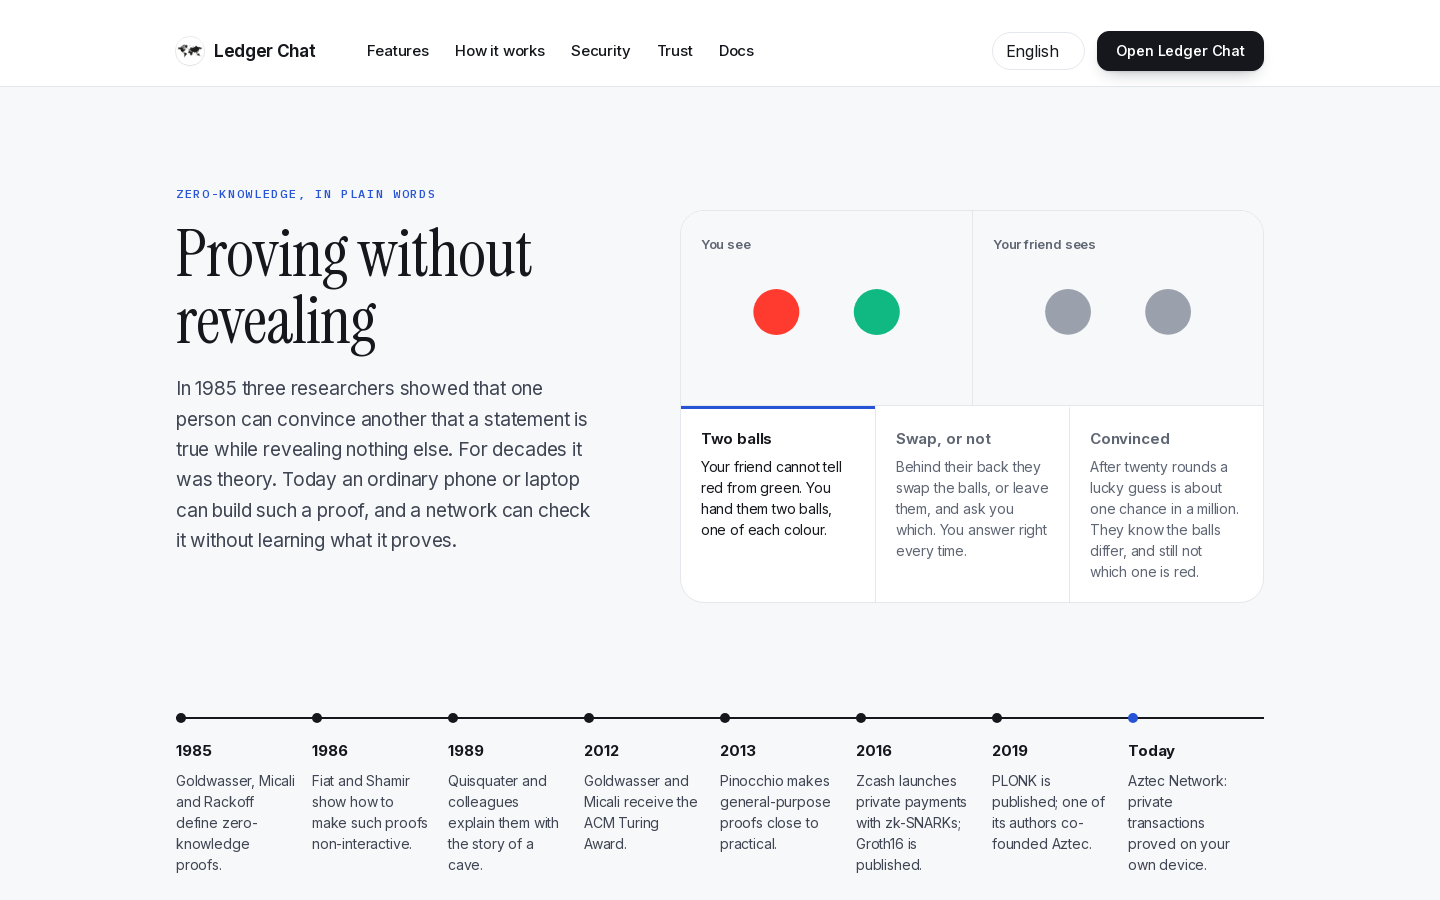 Ledger Chat
Features
How it works
Security
Trust
Docs
English
Open Ledger Chat
ZERO-KNOWLEDGE, IN PLAIN WORDS
Proving without
revealing
In 1985 three researchers showed that one
person can convince another that a statement is
true while revealing nothing else. For decades it
was theory. Today an ordinary phone or laptop
can build such a proof, and a network can check
it without learning what it proves.
You see
Your friend sees
Two balls
Your friend cannot tell
red from green. You
hand them two balls,
one of each colour.
Swap, or not
Behind their back they
swap the balls, or leave
them, and ask you
which. You answer right
every time.
Convinced
After twenty rounds a
lucky guess is about
one chance in a million.
They know the balls
differ, and still not
which one is red.
1985
Goldwasser, Micali
and Rackoff
define zero-
knowledge
proofs.
1986
Fiat and Shamir
show how to
make such proofs
non-interactive.
1989
Quisquater and
colleagues
explain them with
the story of a
cave.
2012
Goldwasser and
Micali receive the
ACM Turing
Award.
2013
Pinocchio makes
general-purpose
proofs close to
practical.
2016
Zcash launches
private payments
with zk-SNARKs;
Groth16 is
published.
2019
PLONK is
published; one of
its authors co-
founded Aztec.
Today
Aztec Network:
private
transactions
proved on your
own device.